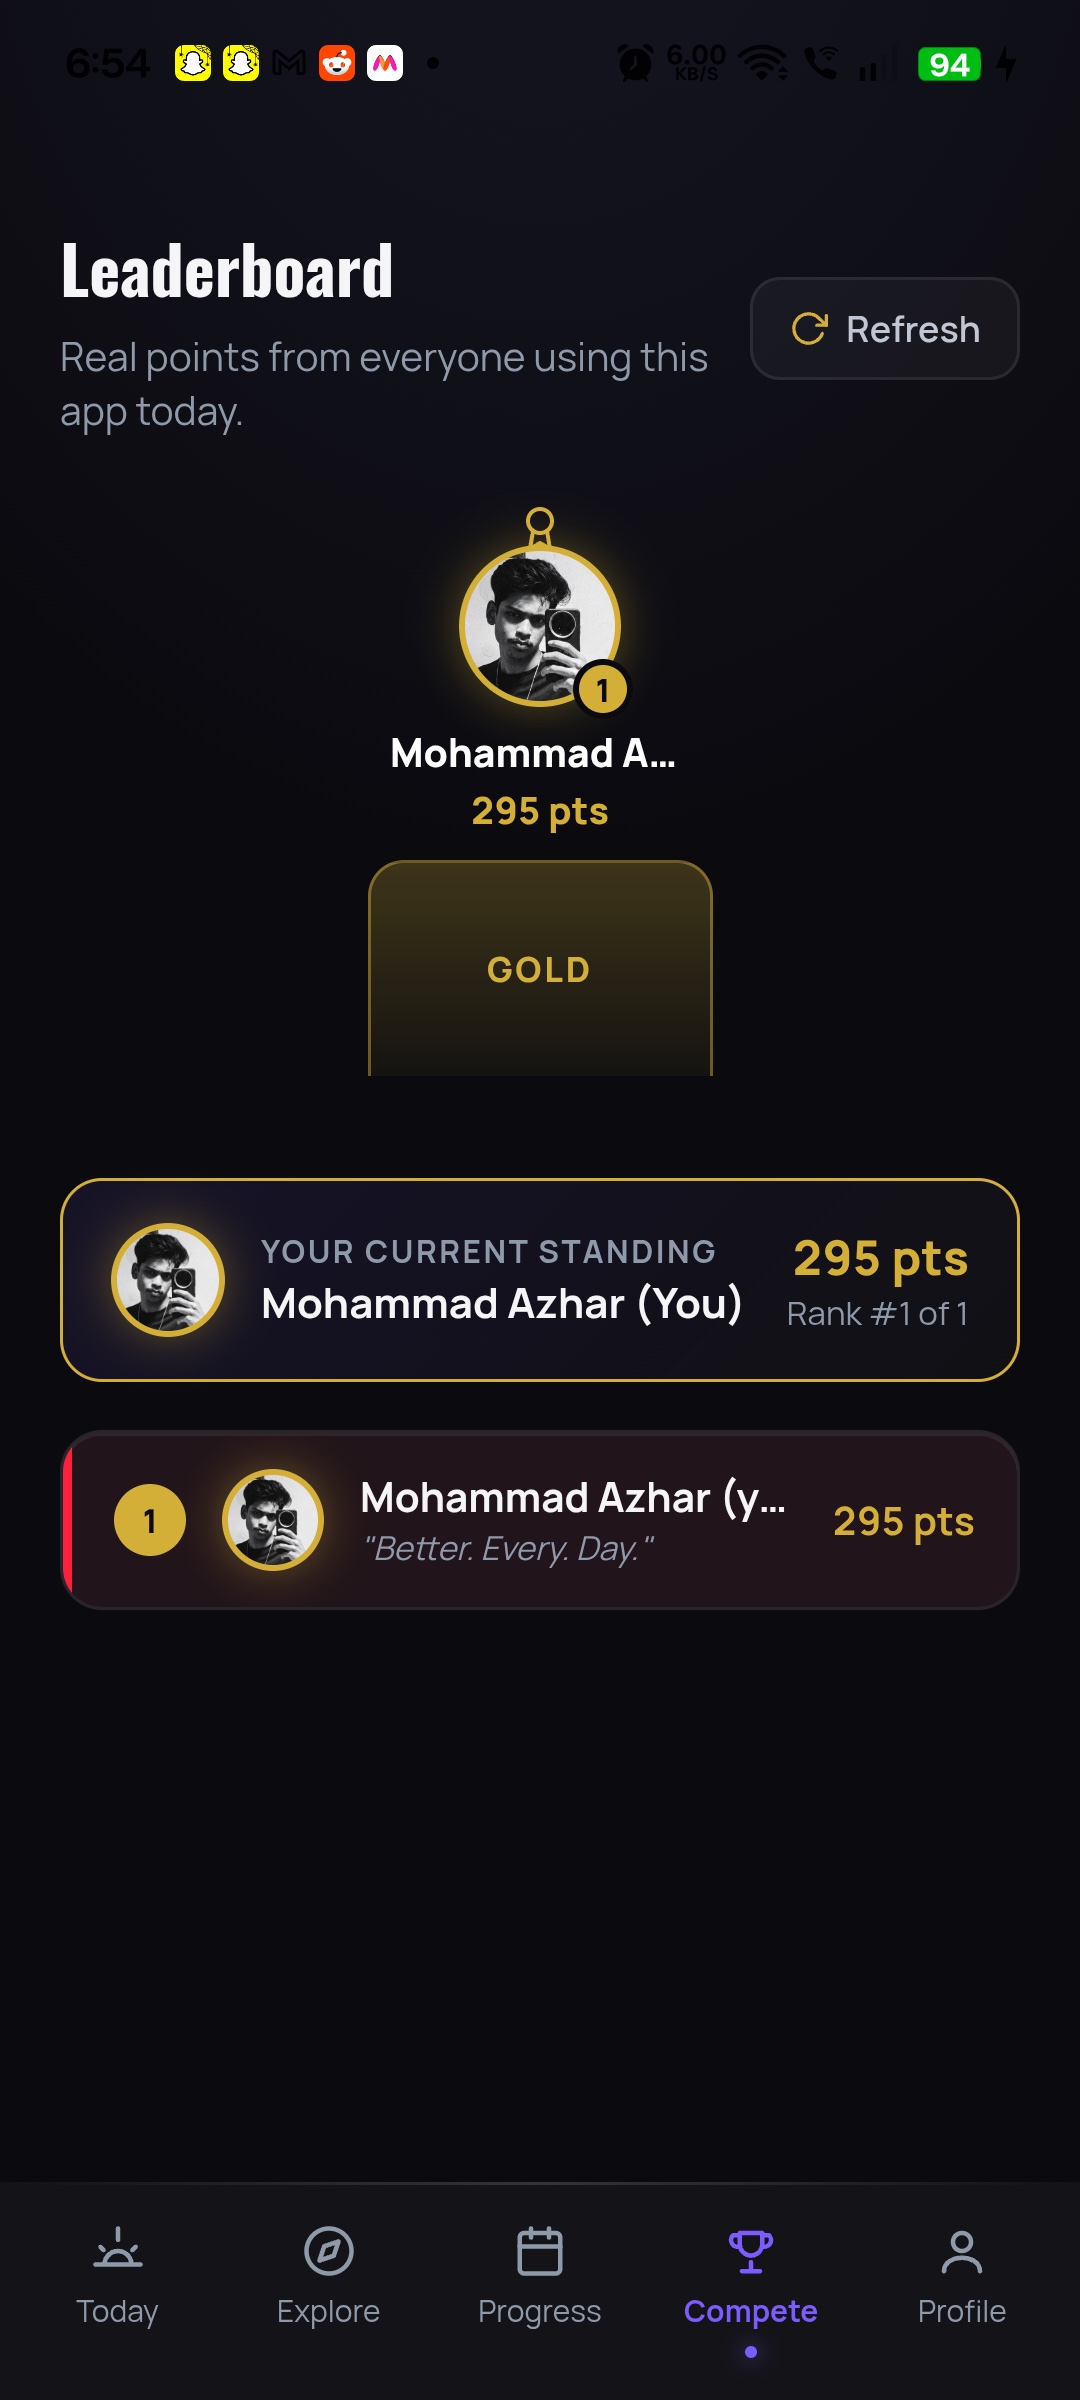 6:54
6.00
KB/S
94
Leaderboard
Refresh
Real points from everyone using this
app today.
1
Mohammad A...
295 pts
GOLD
YOUR CURRENT STANDING
295 pts
Mohammad Azhar (You)
Rank #1 of 1
1
Mohammad Azhar (y...
295 pts
"Better. Every. Day."
Today
Explore
Progress
Compete
Profile